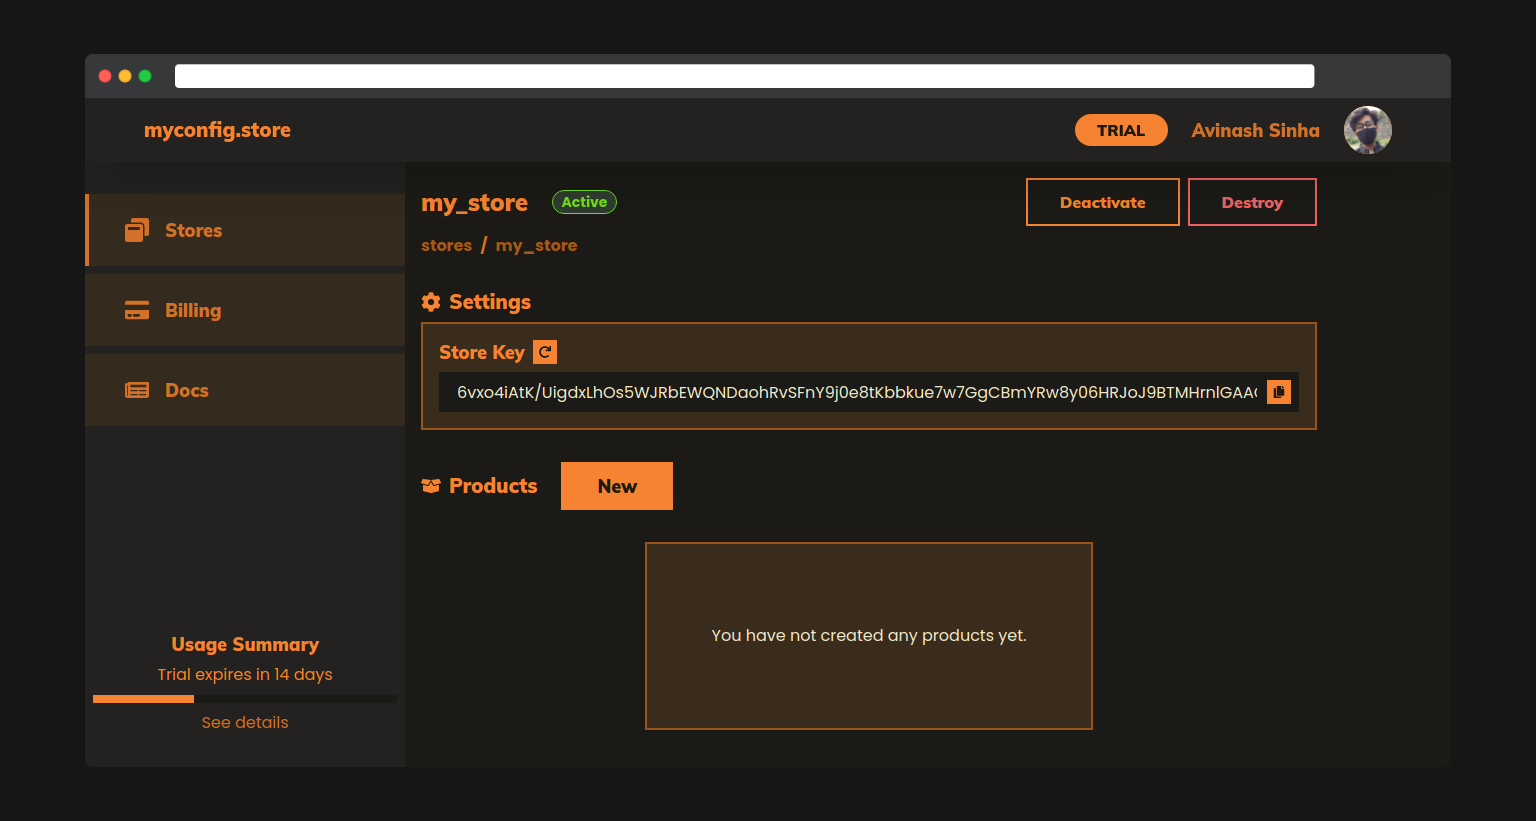 myconfig.store
TRIAL
Avinash Sinha
Stores
Billing
Docs
Usage Summary
Trial expires in 14 days
See details
my_store
Active
Deactivate
Destroy
stores / my_store
Settings
Store Key
6vxo4iAtK/UigdxLhOs5WJRbEWQNDaohRvSFnY9j0e8tKbbkue7w7GgCBmYRw8y06HRJoJ9BTMHrnlGAA
Products
New
You have not created any products yet.